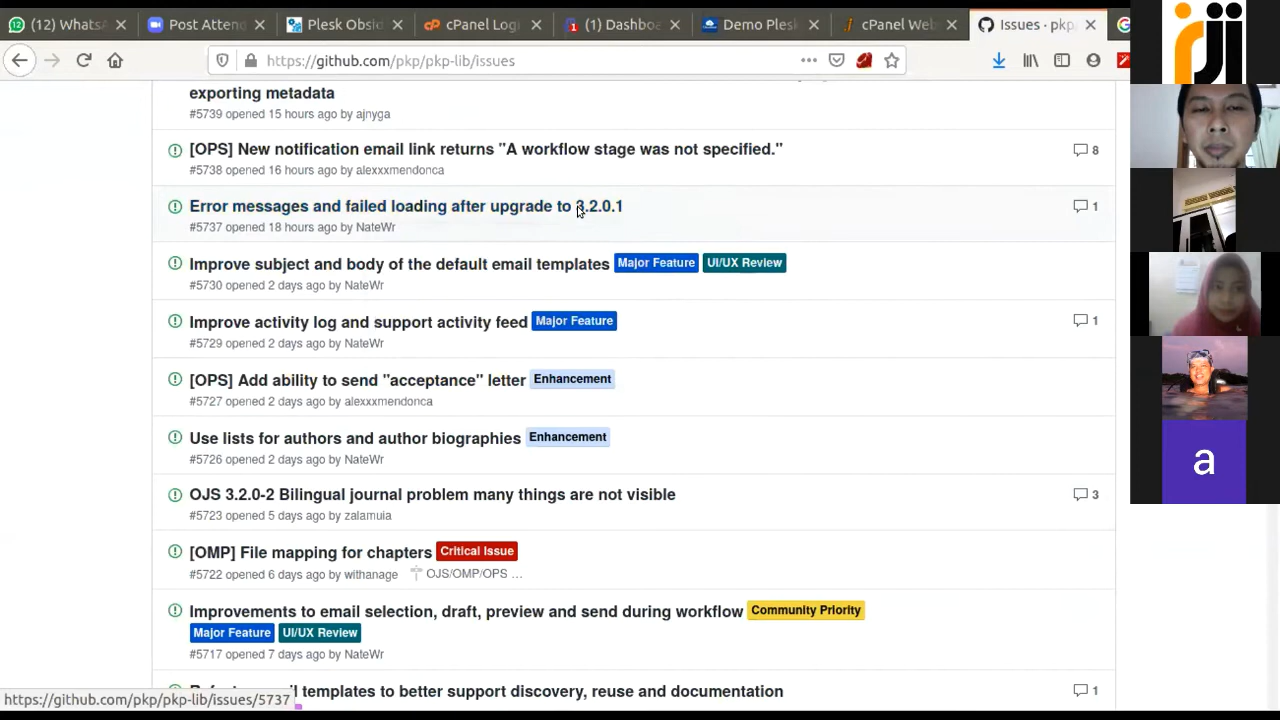 (12) WhatsA
Post Attend
Plesk Obsid
cPanel Logi
(1) Dashboa
Demo Plesk
cPanel Web
Issues · pkp
https://github.com/pkp/pkp-lib/issues
exporting metadata
#5739 opened 15 hours ago by ajnyga
[OPS] New notification email link returns "A workflow stage was not specified."
8
#5738 opened 16 hours ago by alexxxmendonca
Error messages and failed loading after upgrade to 3.2.0.1
1
#5737 opened 18 hours ago by NateWr
Improve subject and body of the default email templates Major Feature UI/UX Review
#5730 opened 2 days ago by NateWr
Improve activity log and support activity feed Major Feature
1
#5729 opened 2 days ago by NateWr
[OPS] Add ability to send "acceptance" letter Enhancement
#5727 opened 2 days ago by alexxxmendonca
Use lists for authors and author biographies Enhancement
#5726 opened 2 days ago by NateWr
OJS 3.2.0-2 Bilingual journal problem many things are not visible
3
#5723 opened 5 days ago by zalamuia
[OMP] File mapping for chapters Critical Issue
#5722 opened 6 days ago by withanage OJS/OMP/OPS …
Improvements to email selection, draft, preview and send during workflow Community Priority
Major Feature UI/UX Review
#5717 opened 7 days ago by NateWr
templates to better support discovery, reuse and documentation
1
https://github.com/pkp/pkp-lib/issues/5737
rji
a